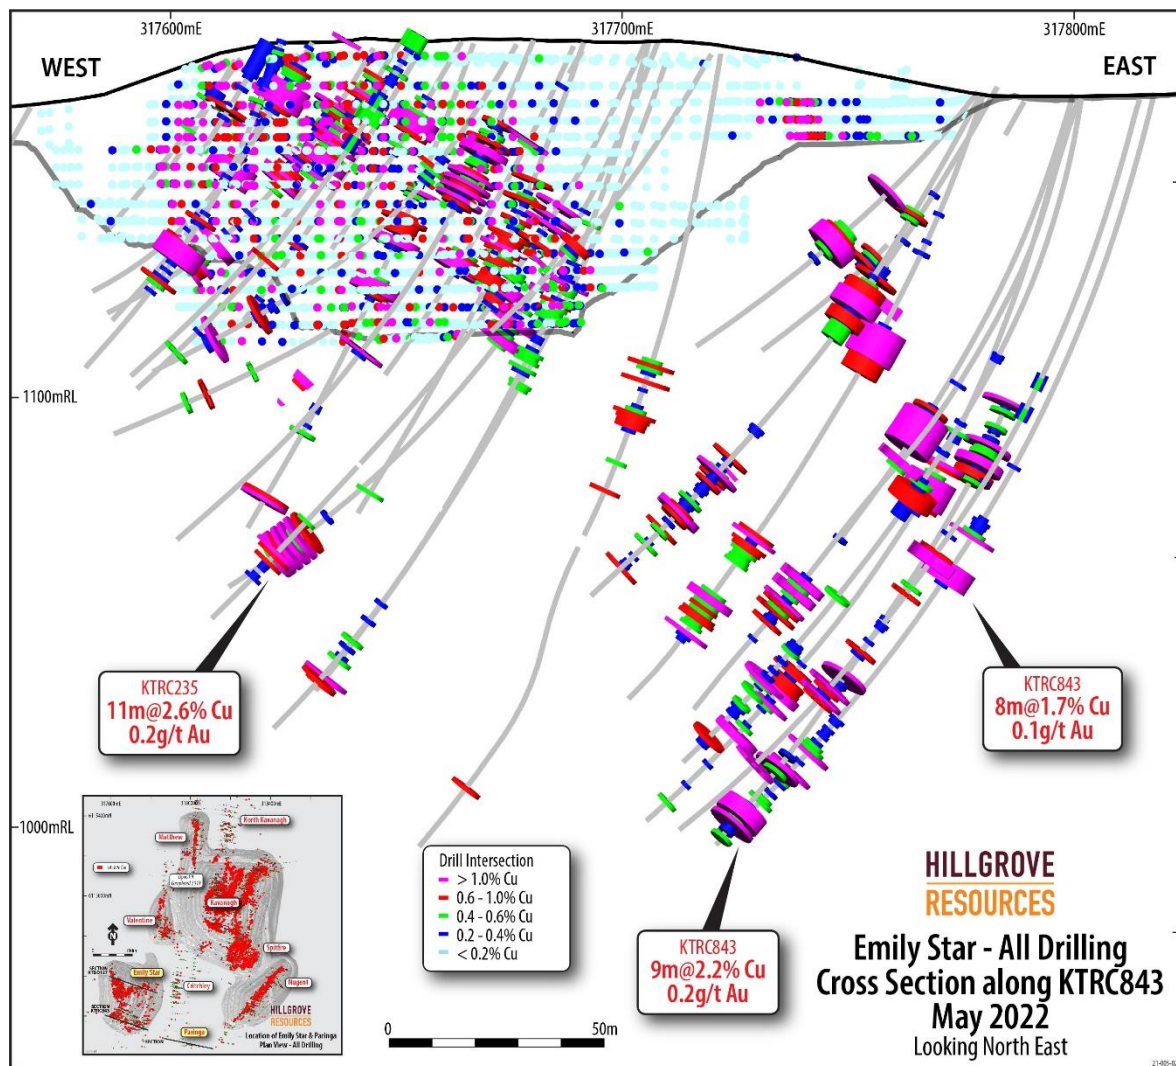 317600mE
317700mE
317800mE
WEST
EAST
1100mRL
1000mRL
KTRC235
11m@2.6% Cu
0.2g/t Au
KTRC843
8m@1.7% Cu
0.1g/t Au
KTRC843
9m@2.2% Cu
0.2g/t Au
Drill Intersection
> 1.0% Cu
0.6 - 1.0% Cu
0.4 - 0.6% Cu
0.2 - 0.4% Cu
< 0.2% Cu
0
50m
HILLGROVE
RESOURCES
Emily Star - All Drilling
Cross Section along KTRC843
May 2022
Looking North East
North Kavanagh
Matthew
Kavanagh
Valentine
Spitfire
Emily Star
Nugent
Paringa
N
SECTION
HILLGROVE
RESOURCES
Location of Emily Star & Paringa
Plan View - All Drilling